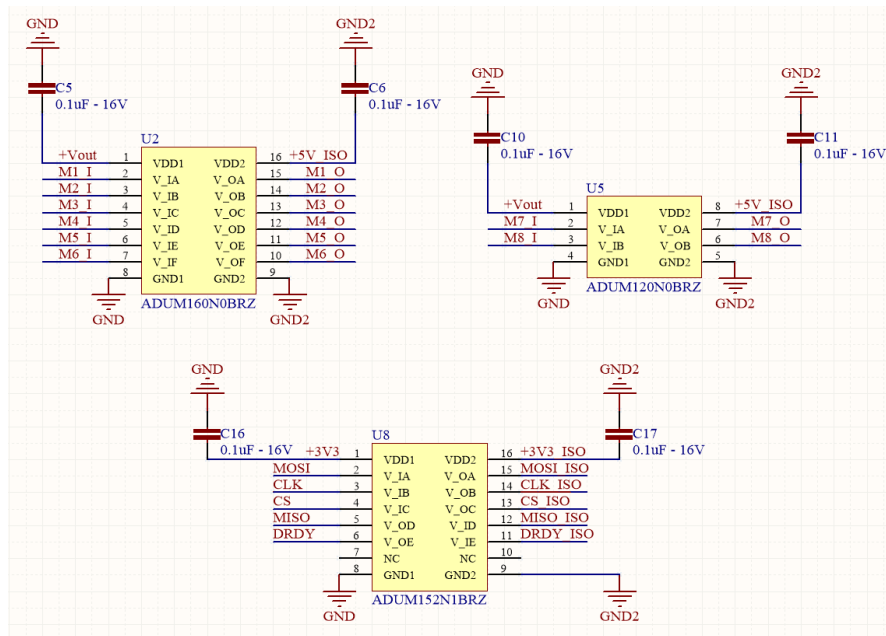 GND
C5
0.1uF - 16V
GND2
C6
0.1uF - 16V
U2
+Vout 1 VDD1 VDD2 16 +5V_ISO
M1_I 2 V_IA V_OA 15 M1_O
M2_I 3 V_IB V_OB 14 M2_O
M3_I 4 V_IC V_OC 13 M3_O
M4_I 5 V_ID V_OD 12 M4_O
M5_I 6 V_IE V_OE 11 M5_O
M6_I 7 V_IF V_OF 10 M6_O
8 GND1 GND2 9
ADUM160N0BRZ
GND
GND2
GND
C10
0.1uF - 16V
GND2
C11
0.1uF - 16V
U5
+Vout 1 VDD1 VDD2 8 +5V_ISO
M7_I 2 V_IA V_OA 7 M7_O
M8_I 3 V_IB V_OB 6 M8_O
4 GND1 GND2 5
ADUM120N0BRZ
GND
GND2
GND
C16
0.1uF - 16V
GND2
C17
0.1uF - 16V
U8
+3V3 1 VDD1 VDD2 16 +3V3_ISO
MOSI 2 V_IA V_OA 15 MOSI_ISO
CLK 3 V_IB V_OB 14 CLK_ISO
CS 4 V_IC V_OC 13 CS_ISO
MISO 5 V_OD V_ID 12 MISO_ISO
DRDY 6 V_OE V_IE 11 DRDY_ISO
7 NC NC 10
8 GND1 GND2 9
ADUM152N1BRZ
GND
GND2